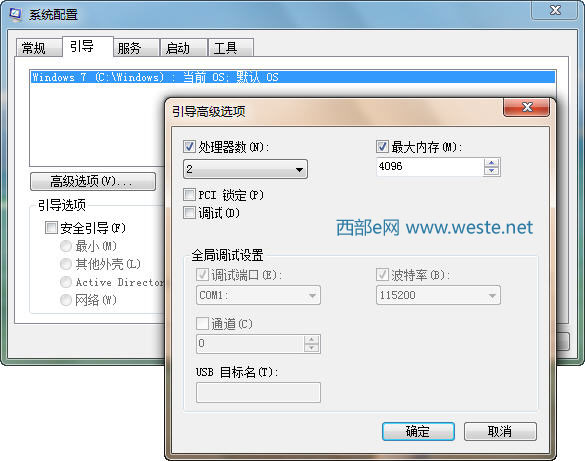 系统配置
常规 引导 服务 启动 工具
Windows 7 (C:\Windows) : 当前 OS; 默认 OS
高级选项(V)...
引导选项
安全引导(F)
最小(M)
其他外壳(L)
Active Director
网络(W)
引导高级选项
处理器数(N): 最大内存(M):
2 4096
PCI 锁定(P)
调试(D)
西部e网 www.weste.net
全局调试设置
调试端口(E): 波特率(B):
COM1: 115200
通道(C)
0
USB 目标名(T):
确定 取消